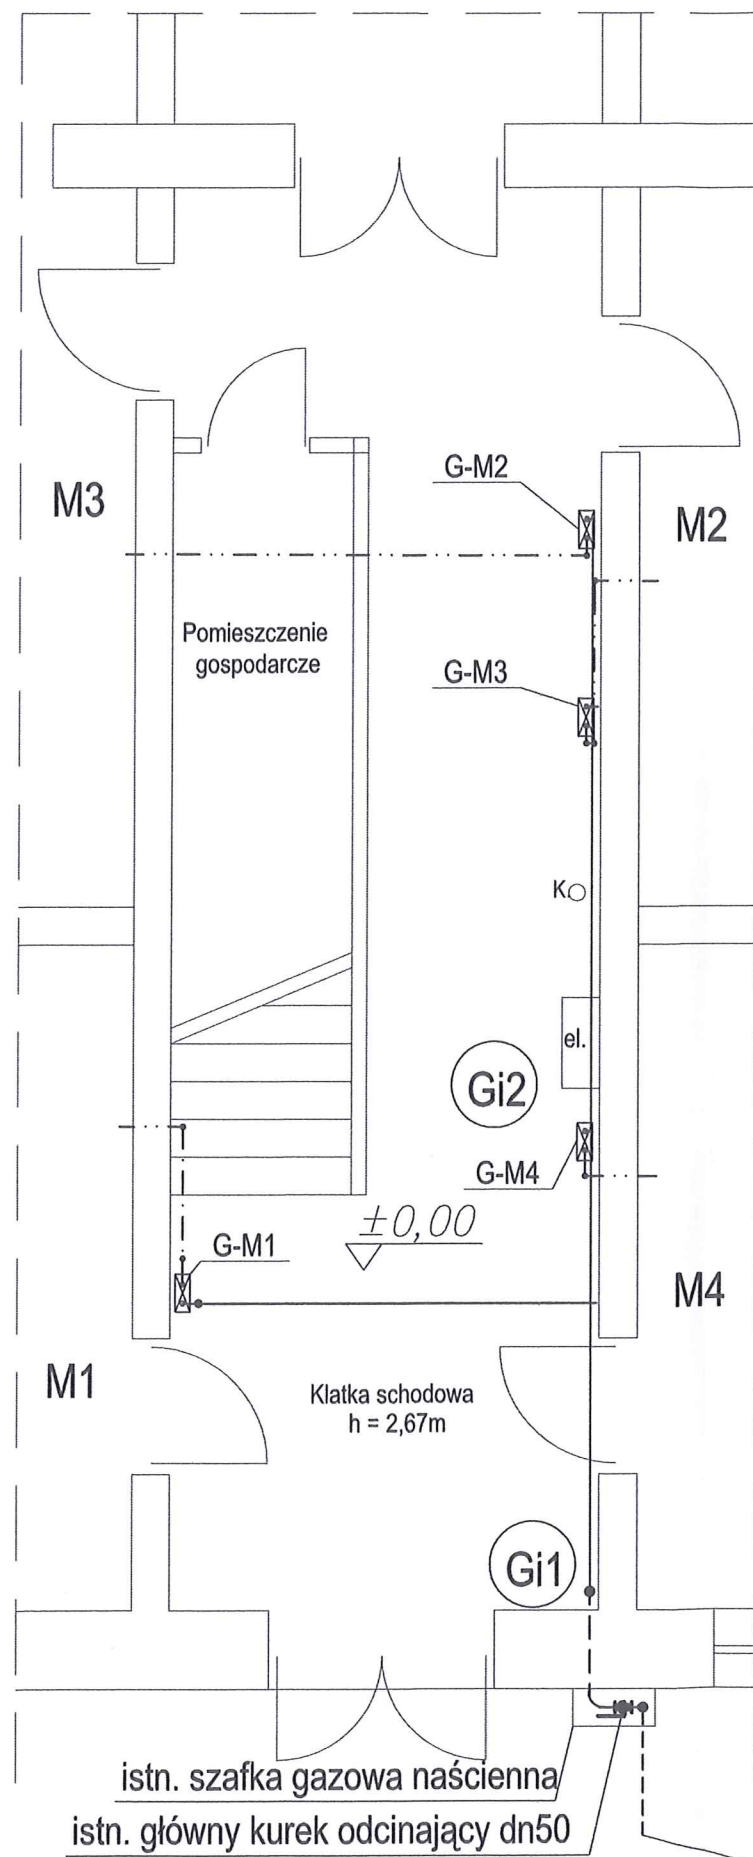 G-M2
M3
M2
Pomieszczenie
gospodarcze
G-M3
K.
el.
Gi2
G-M4
±0,00
G-M1
M4
M1
Klatka schodowa
h = 2,67m
Gi1
istn. szafka gazowa naścienna
istn. główny kurek odcinający dn50